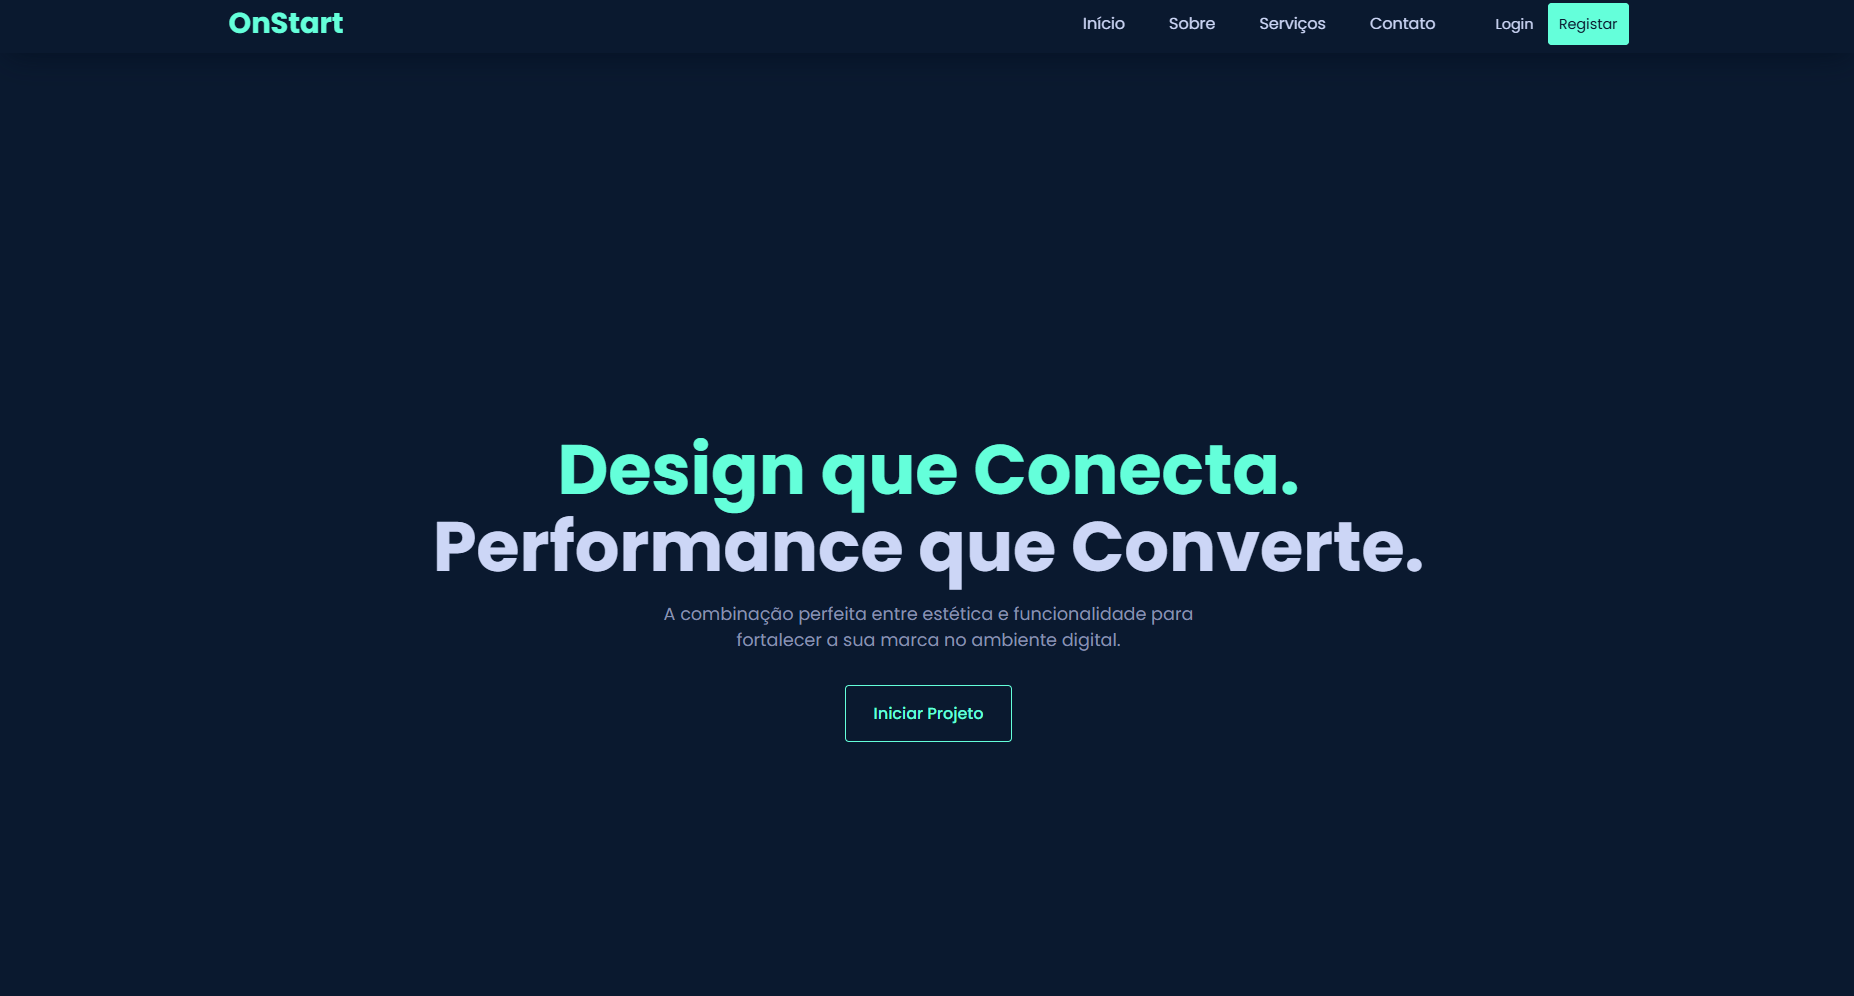 OnStart
Início Sobre Serviços Contato Login Registar
Design que Conecta.
Performance que Converte.
A combinação perfeita entre estética e funcionalidade para
fortalecer a sua marca no ambiente digital.
Iniciar Projeto